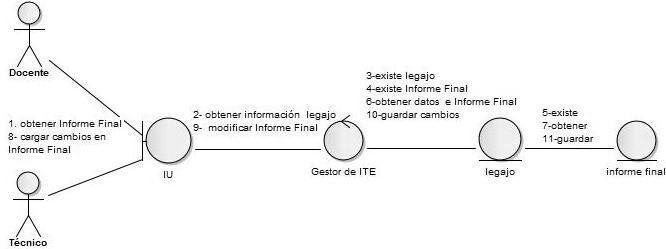 Docente
1. obtener Informe Final
8- cargar cambios en
Informe Final
Técnico
IU
2- obtener información legajo
9- modificar Informe Final
Gestor de ITE
3-existe legajo
4-existe Informe Final
6-obtener datos e Informe Final
10-guardar cambios
legajo
5-existe
7-obtener
11-guardar
informe final